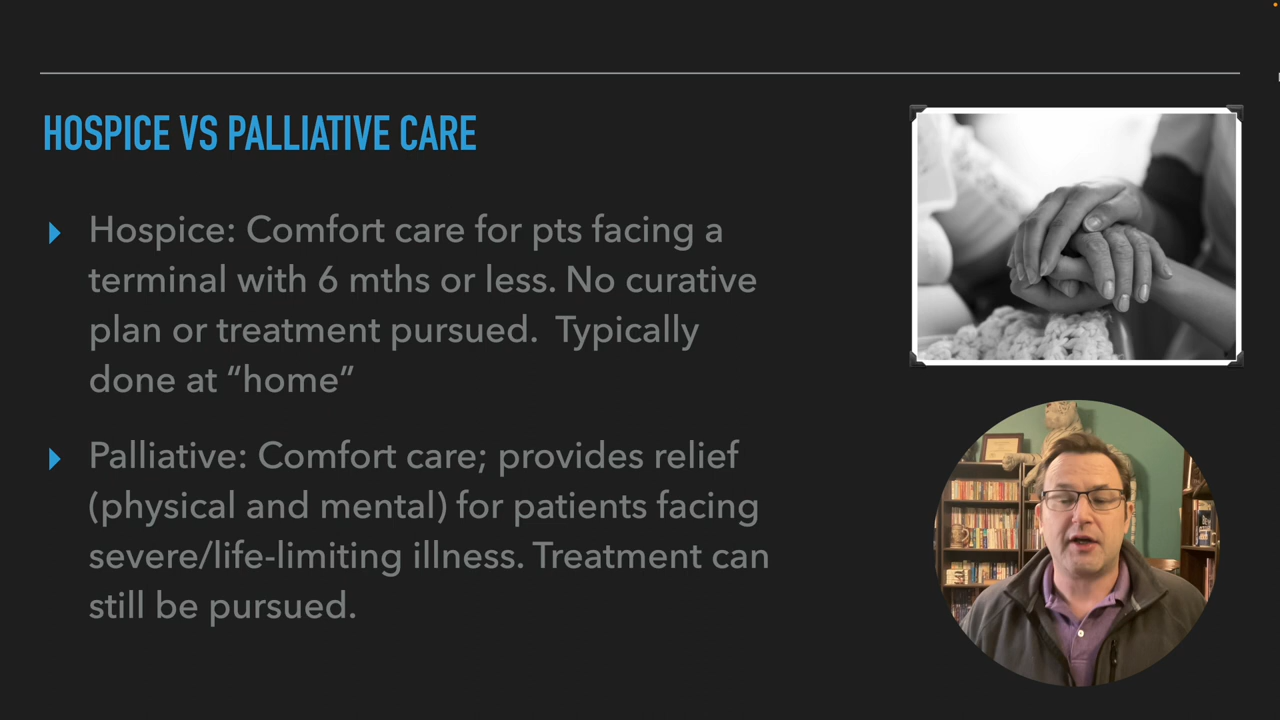 HOSPICE VS PALLIATIVE CARE
Hospice: Comfort care for pts facing a
terminal with 6 mths or less. No curative
plan or treatment pursued.  Typically
done at “home”
Palliative: Comfort care; provides relief
(physical and mental) for patients facing
severe/life-limiting illness. Treatment can
still be pursued.